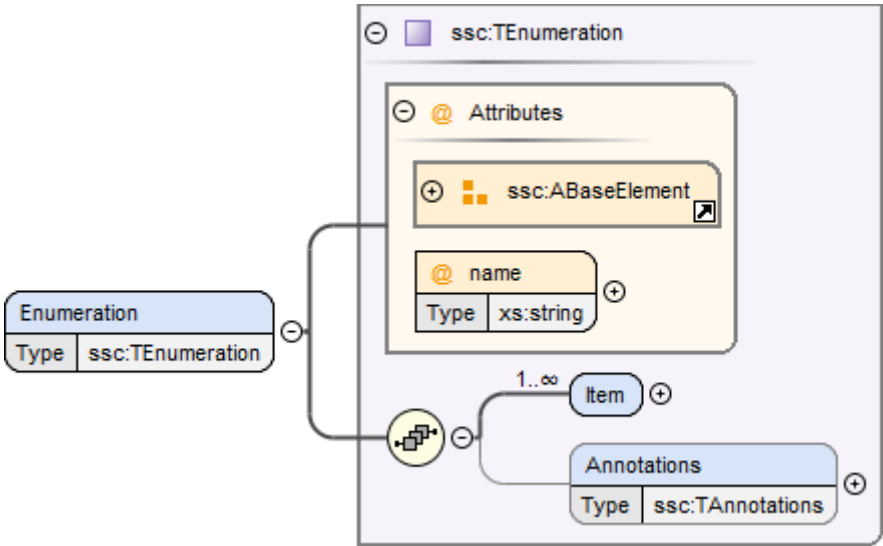 ssc:TEnumeration
@ Attributes
ssc:ABaseElement
@ name
Type xs:string
Enumeration
Type ssc:TEnumeration
1..∞
Item
Annotations
Type ssc:TAnnotations